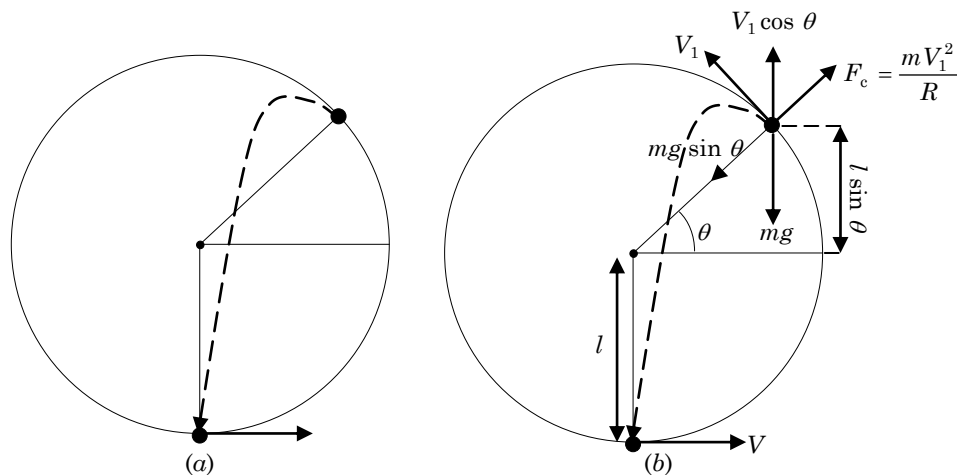 V₁ cos θ
V₁
F_c = mV₁²/R
mg sin θ
l sin θ
θ
mg
l
V
(a)
(b)